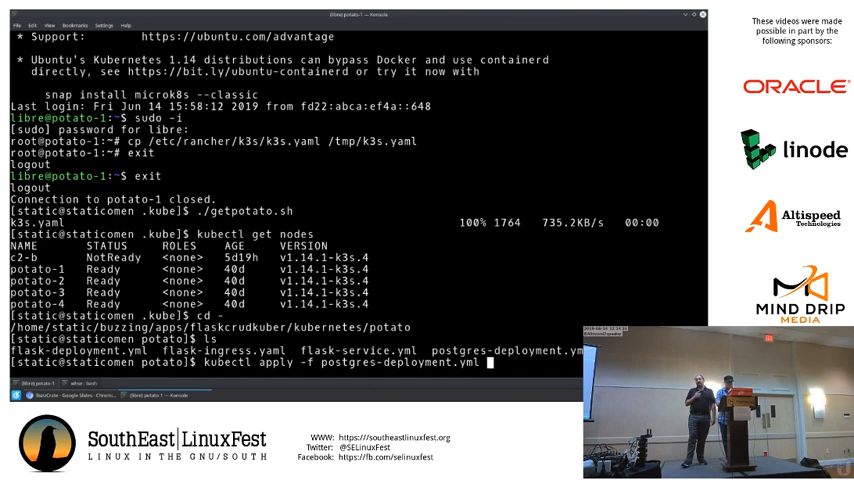 (libre) potato-1 — Konsole
File Edit View Bookmarks Settings Help
* Support: https://ubuntu.com/advantage
* Ubuntu's Kubernetes 1.14 distributions can bypass Docker and use containerd
directly, see https://bit.ly/ubuntu-containerd or try it now with
snap install microk8s --classic
Last login: Fri Jun 14 15:58:12 2019 from fd22:abca:ef4a::648
libre@potato-1:~$ sudo -i
[sudo] password for libre:
root@potato-1:~# cp /etc/rancher/k3s/k3s.yaml /tmp/k3s.yaml
root@potato-1:~# exit
logout
libre@potato-1:~$ exit
logout
Connection to potato-1 closed.
[static@staticomen .kube]$ ./getpotato.sh
k3s.yaml 100% 1764 735.2KB/s 00:00
[static@staticomen .kube]$ kubectl get nodes
NAME STATUS ROLES AGE VERSION
c2-b NotReady <none> 5d19h v1.14.1-k3s.4
potato-1 Ready <none> 40d v1.14.1-k3s.4
potato-2 Ready <none> 40d v1.14.1-k3s.4
potato-3 Ready <none> 40d v1.14.1-k3s.4
potato-4 Ready <none> 40d v1.14.1-k3s.4
[static@staticomen .kube]$ cd -
/home/static/buzzing/apps/flaskcrudkuber/kubernetes/potato
[static@staticomen potato]$ ls
flask-deployment.yml flask-ingress.yaml flask-service.yml postgres-deployment.ym
[static@staticomen potato]$ kubectl apply -f postgres-deployment.yml
(libre) potato-1
(libre) potato-1 — Konsole
These videos were made
possible in part by the
following sponsors:
ORACLE
linode
Altispeed
Technologies
MIND DRIP
MEDIA
SouthEast|LinuxFest
LINUX IN THE GNU/SOUTH
WWW: https://southeastlinuxfest.org
Twitter: @SELinuxFest
Facebook: https://fb.com/selinuxfest